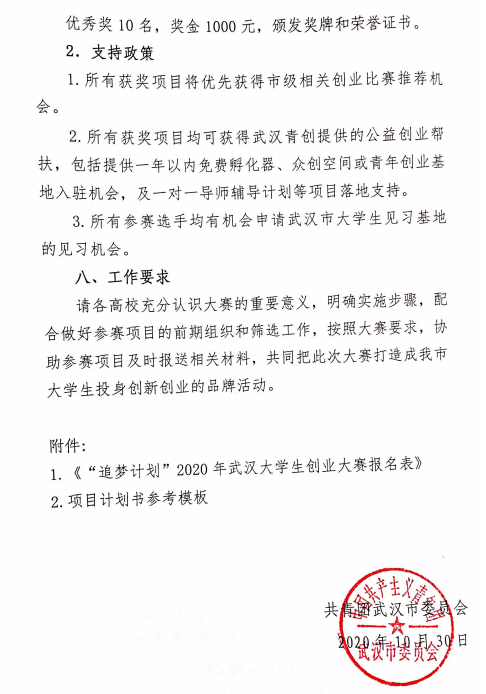 优秀奖 10 名，奖金 1000 元，颁发奖牌和荣誉证书。
2. 支持政策
1.所有获奖项目将优先获得市级相关创业比赛推荐机
会。
2.所有获奖项目均可获得武汉青创提供的公益创业帮
扶，包括提供一年以内免费孵化器、众创空间或青年创业基
地入驻机会，及一对一导师辅导计划等项目落地支持。
3.所有参赛选手均有机会申请武汉市大学生见习基地
的见习机会。
八、工作要求
请各高校充分认识大赛的重要意义，明确实施步骤，配
合做好参赛项目的前期组织和筛选工作，按照大赛要求，协
助参赛项目及时报送相关材料，共同把此次大赛打造成我市
大学生投身创新创业的品牌活动。
附件：
1.《“追梦计划”2020 年武汉大学生创业大赛报名表》
2.项目计划书参考模板
中国共产主义青年团
共青团武汉市委员会
2020 年 10 月 30 日
武汉市委员会